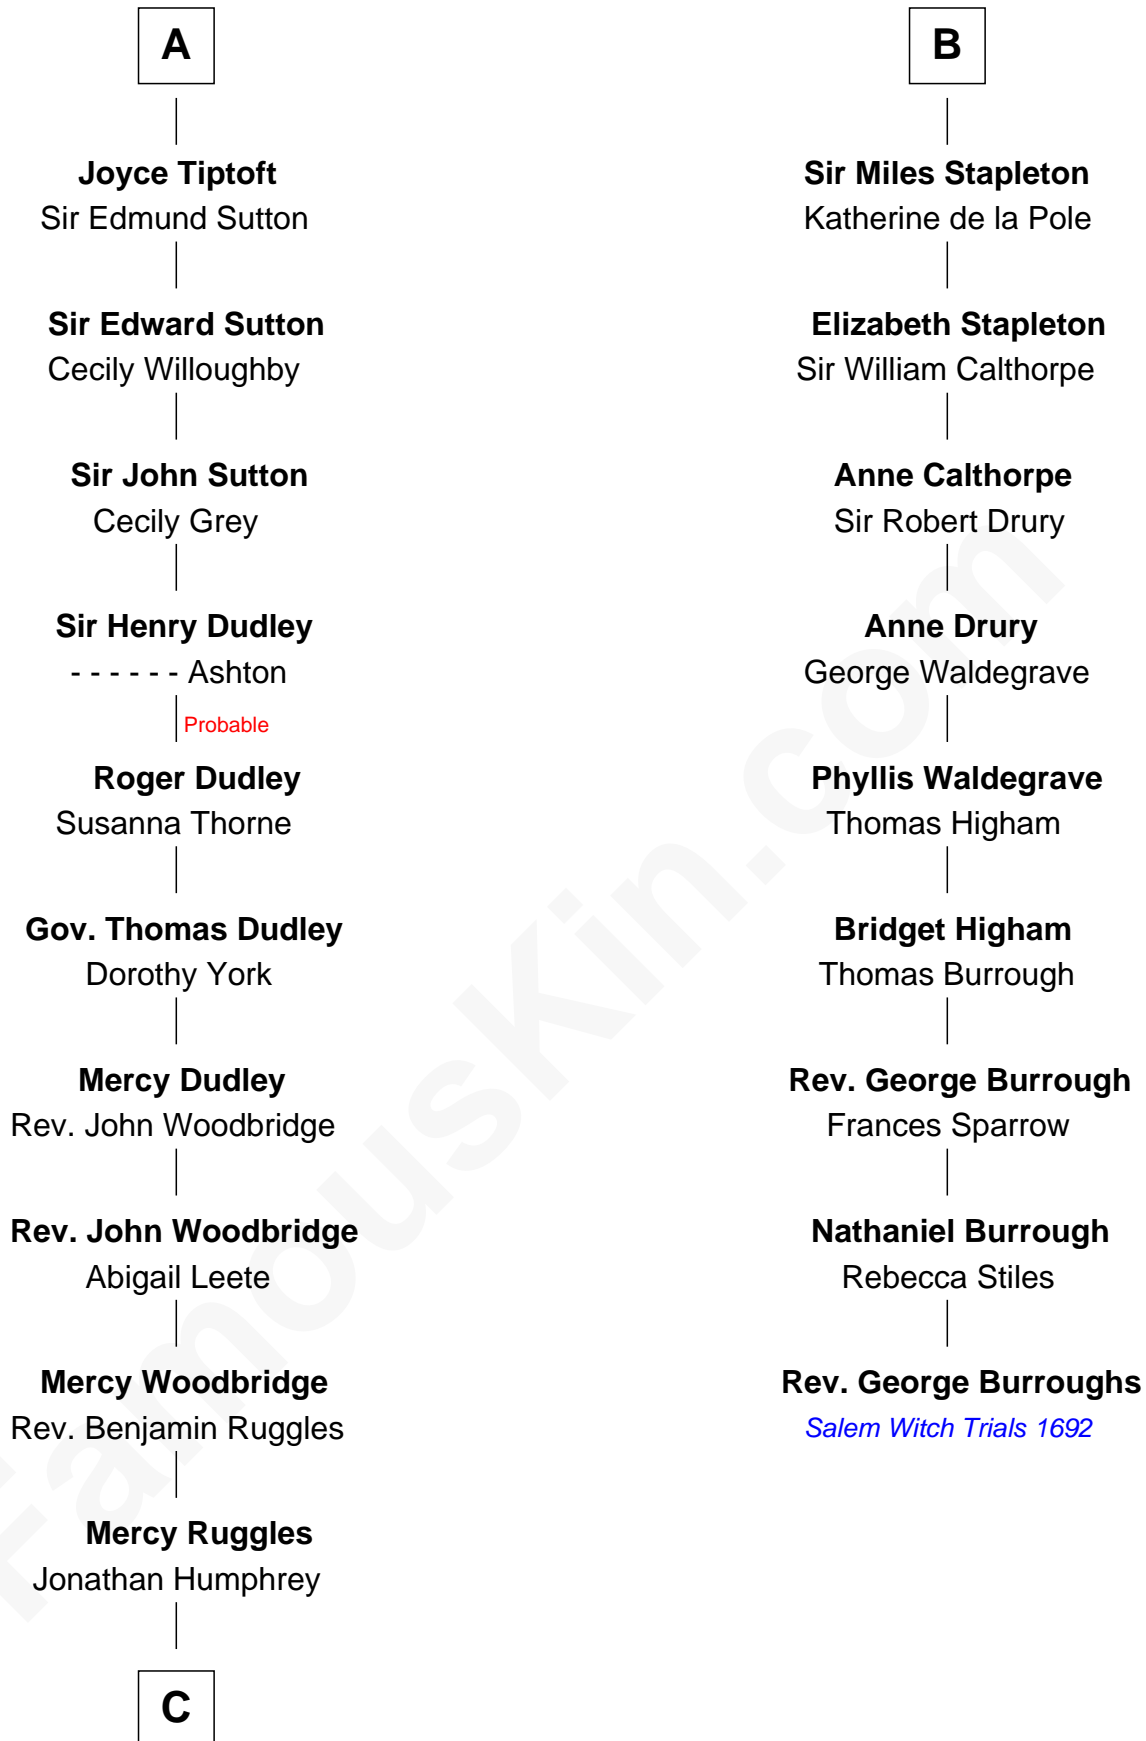 A
Joyce Tiptoft
Sir Edmund Sutton
Sir Edward Sutton
Cecily Willoughby
Sir John Sutton
Cecily Grey
Sir Henry Dudley
- - - - - - Ashton
Probable
Roger Dudley
Susanna Thorne
Gov. Thomas Dudley
Dorothy York
Mercy Dudley
Rev. John Woodbridge
Rev. John Woodbridge
Abigail Leete
Mercy Woodbridge
Rev. Benjamin Ruggles
Mercy Ruggles
Jonathan Humphrey
C
B
Sir Miles Stapleton
Katherine de la Pole
Elizabeth Stapleton
Sir William Calthorpe
Anne Calthorpe
Sir Robert Drury
Anne Drury
George Waldegrave
Phyllis Waldegrave
Thomas Higham
Bridget Higham
Thomas Burrough
Rev. George Burrough
Frances Sparrow
Nathaniel Burrough
Rebecca Stiles
Rev. George Burroughs
Salem Witch Trials 1692
FamousKin.com